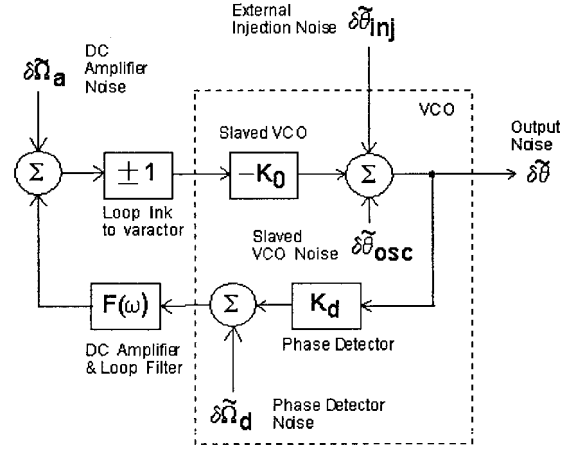 External
Injection Noise
δθ̃inj
DC
Amplifier
Noise
δΩ̃a
VCO
Slaved VCO
Output
Noise
δθ̃
Σ
± 1
−K0
Σ
Loop Ink
to varactor
Slaved
VCO Noise
δθ̃osc
F(ω)
Σ
Kd
DC Amplifier
& Loop Filter
Phase Detector
δΩ̃d
Phase Detector
Noise